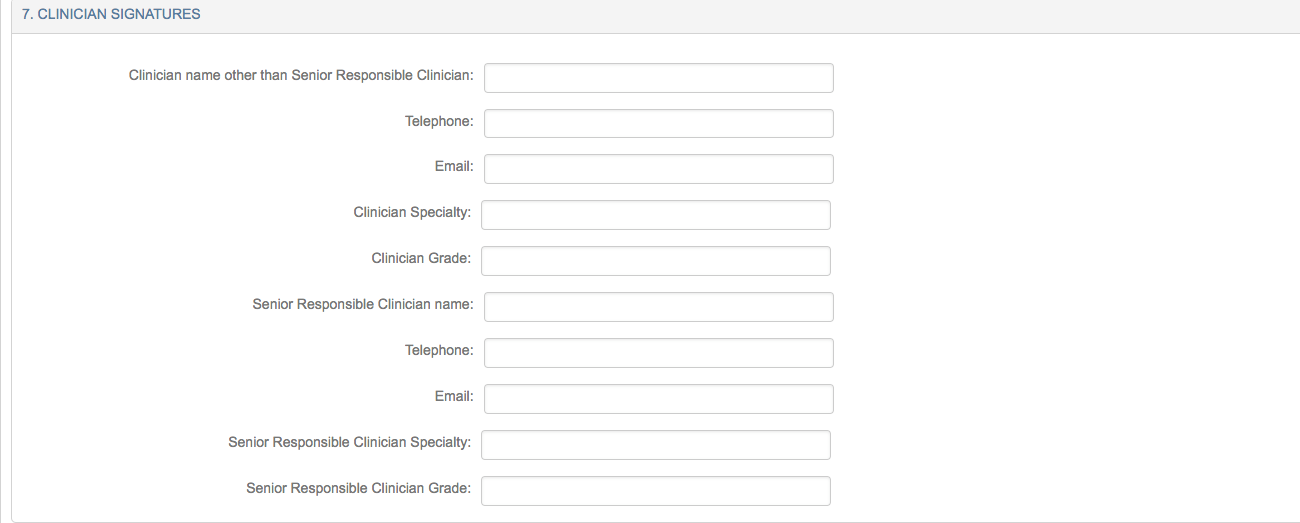 7. CLINICIAN SIGNATURES
Clinician name other than Senior Responsible Clinician:
Telephone:
Email:
Clinician Specialty:
Clinician Grade:
Senior Responsible Clinician name:
Telephone:
Email:
Senior Responsible Clinician Specialty:
Senior Responsible Clinician Grade: